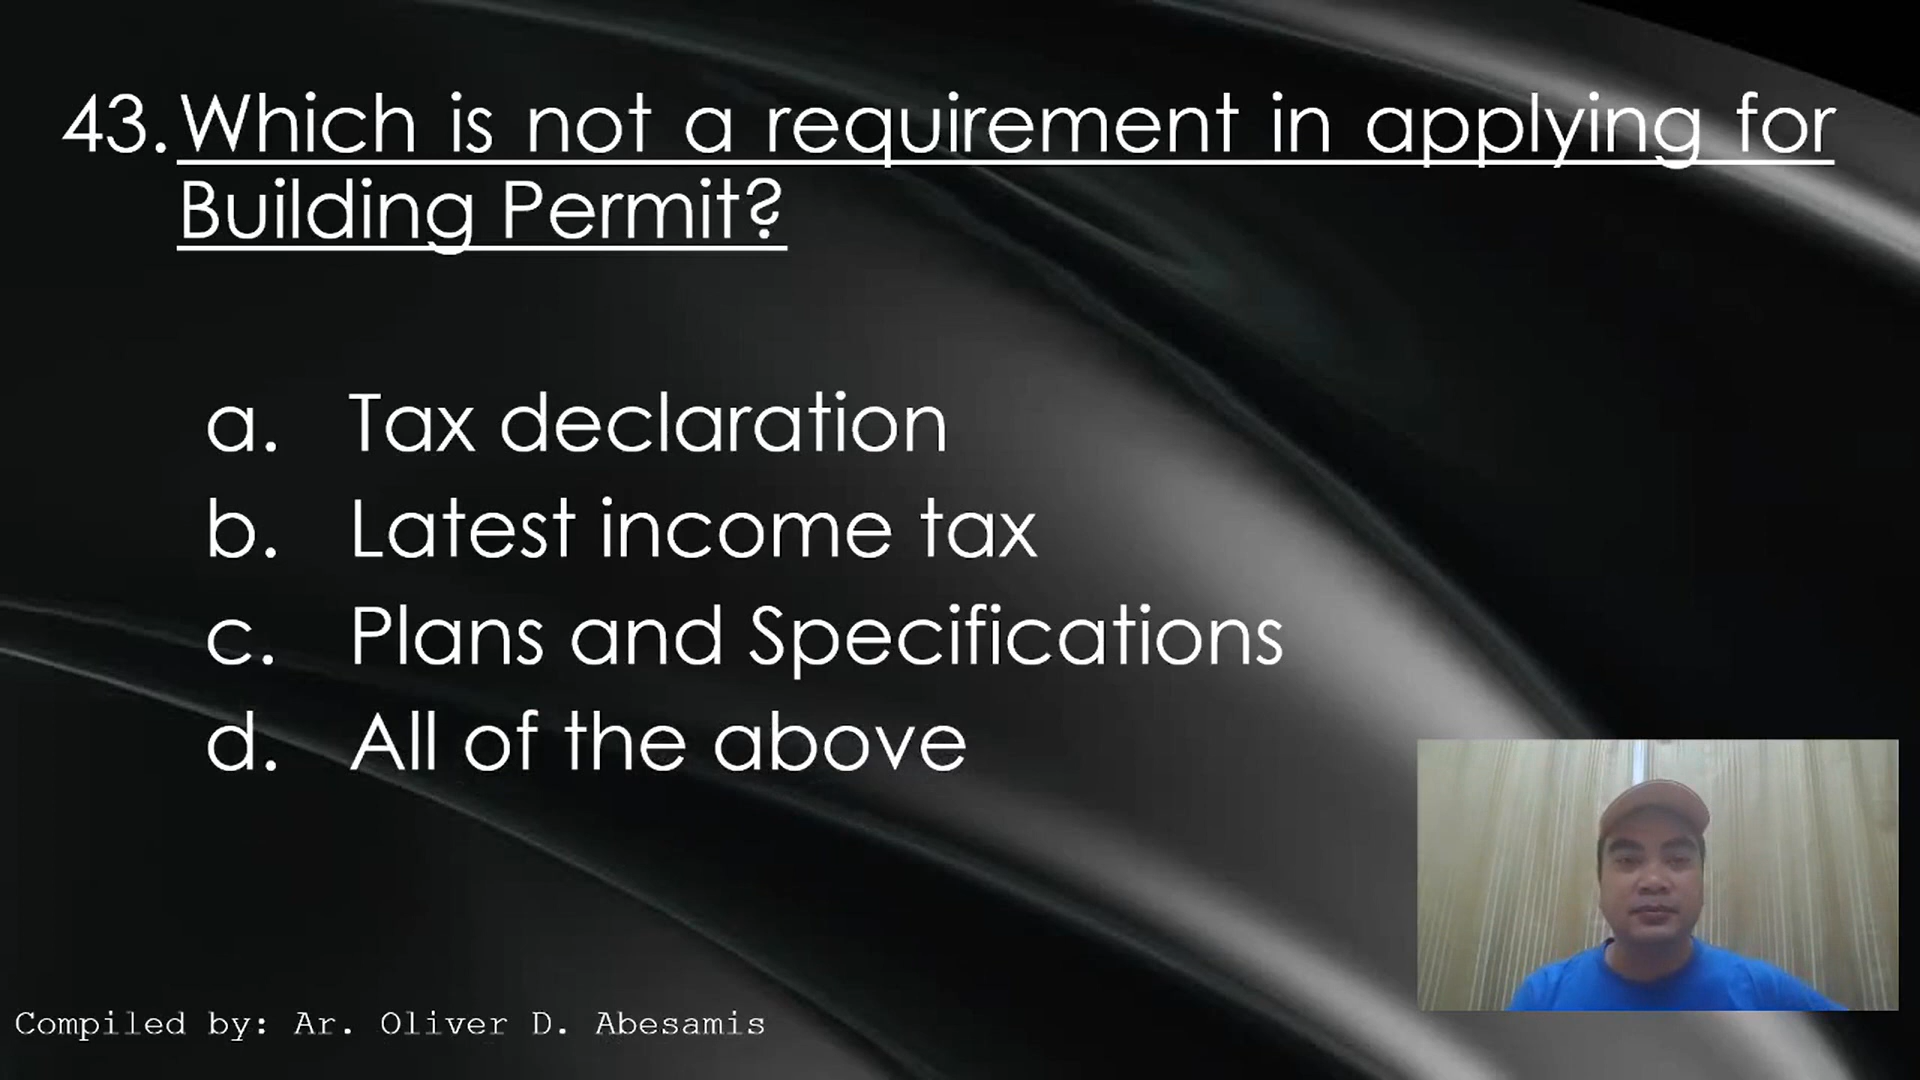 43. Which is not a requirement in applying for
Building Permit?
a. Tax declaration
b. Latest income tax
c. Plans and Specifications
d. All of the above
Compiled by: Ar. Oliver D. Abesamis